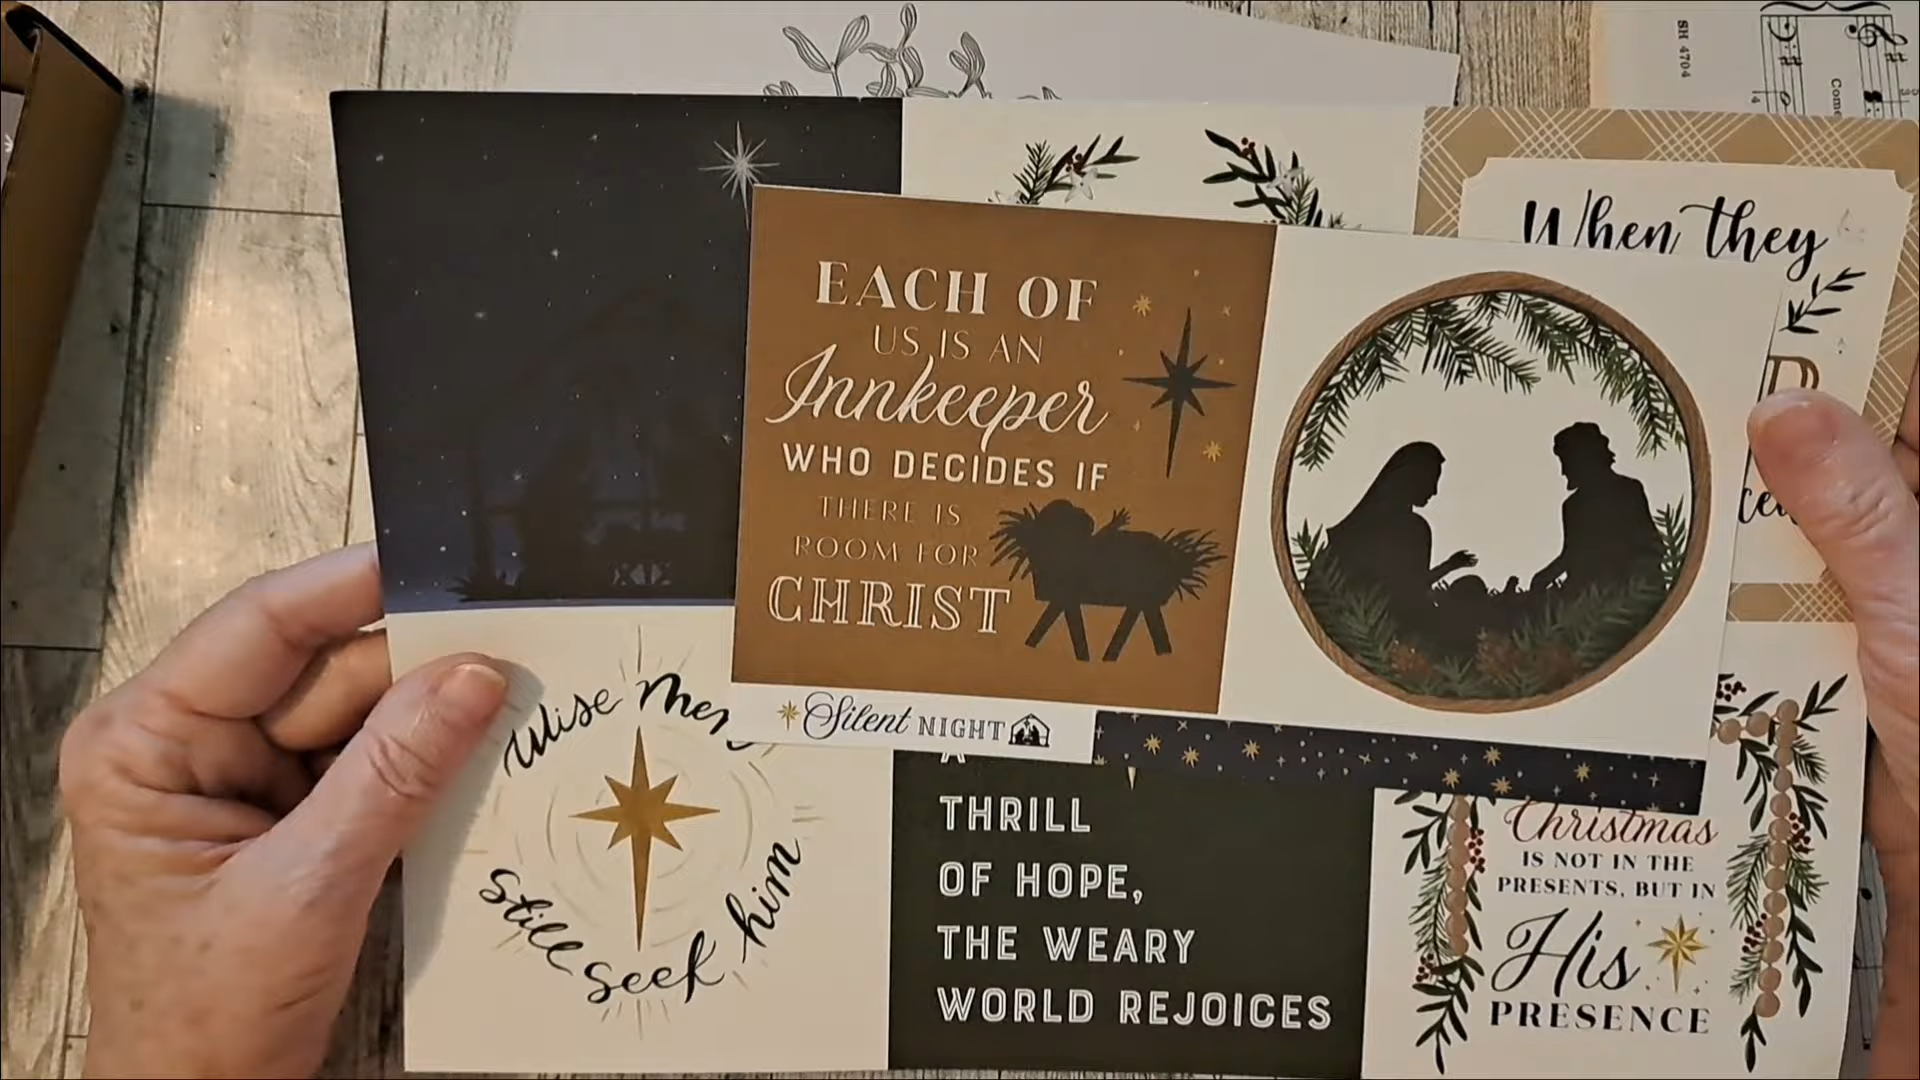 SH 4704
When they
EACH OF
US IS AN
Innkeeper
WHO DECIDES IF
THERE IS
ROOM FOR
CHRIST
Silent NIGHT
Wise men
Still seek him
A
THRILL
OF HOPE,
THE WEARY
WORLD REJOICES
Christmas
IS NOT IN THE
PRESENTS, BUT IN
His
PRESENCE